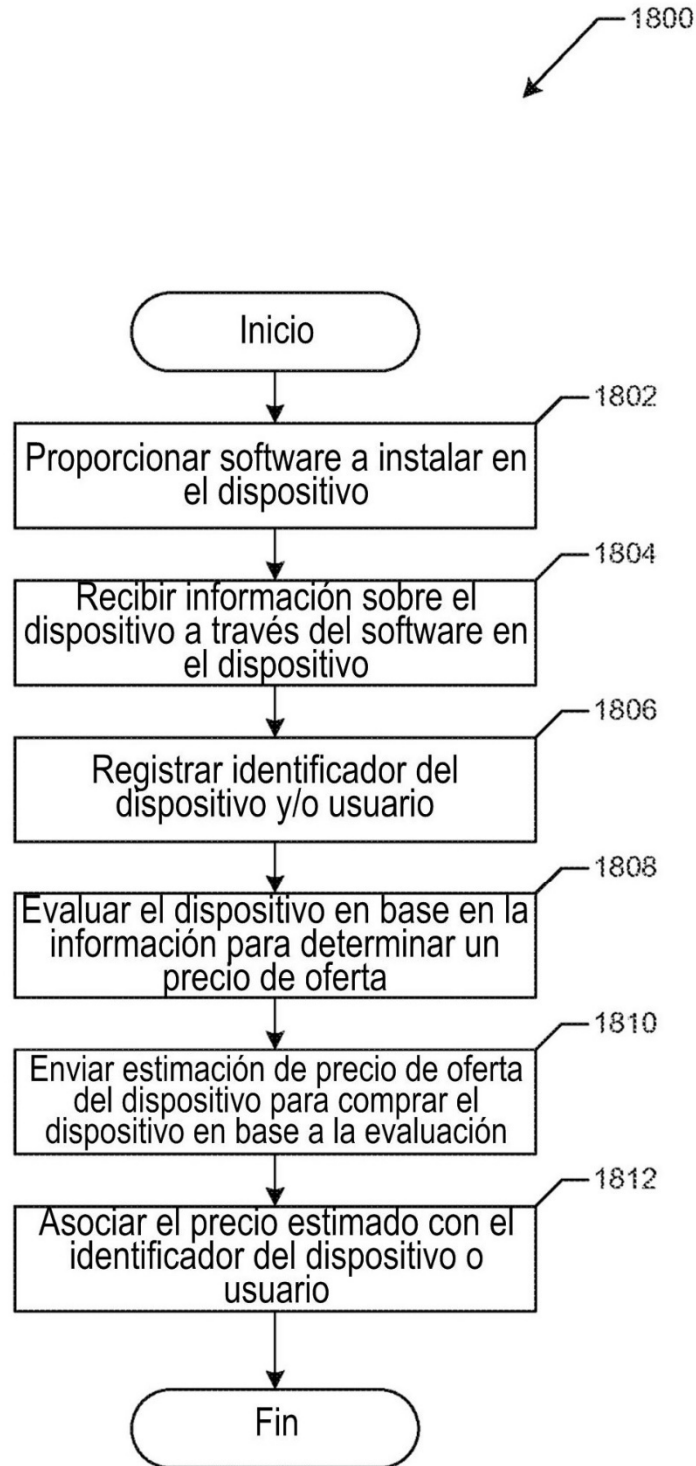 1800
Inicio
1802
Proporcionar software a instalar en
el dispositivo
1804
Recibir información sobre el
dispositivo a través del software en
el dispositivo
1806
Registrar identificador del
dispositivo y/o usuario
1808
Evaluar el dispositivo en base en la
información para determinar un
precio de oferta
1810
Enviar estimación de precio de oferta
del dispositivo para comprar el
dispositivo en base a la evaluación
1812
Asociar el precio estimado con el
identificador del dispositivo o
usuario
Fin